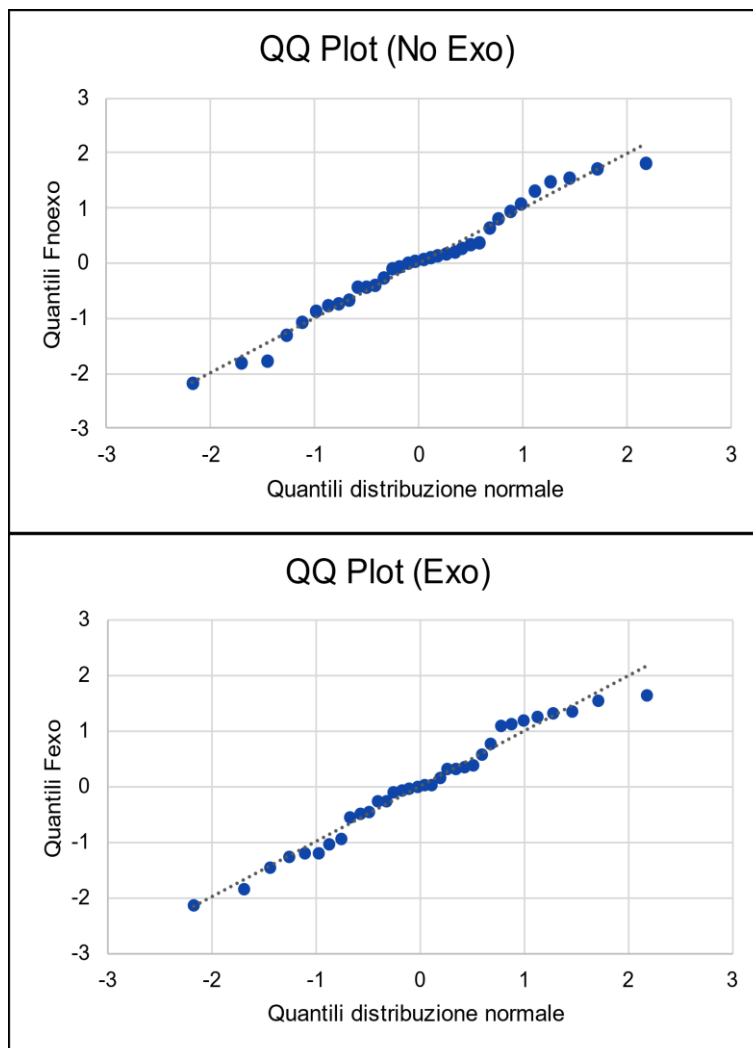 QQ Plot (No Exo)
3
2
1
0
-1
-2
-3
-3 -2 -1 0 1 2 3
Quantili Fnoexo
Quantili distribuzione normale
QQ Plot (Exo)
3
2
1
0
-1
-2
-3
-3 -2 -1 0 1 2 3
Quantili Fexo
Quantili distribuzione normale